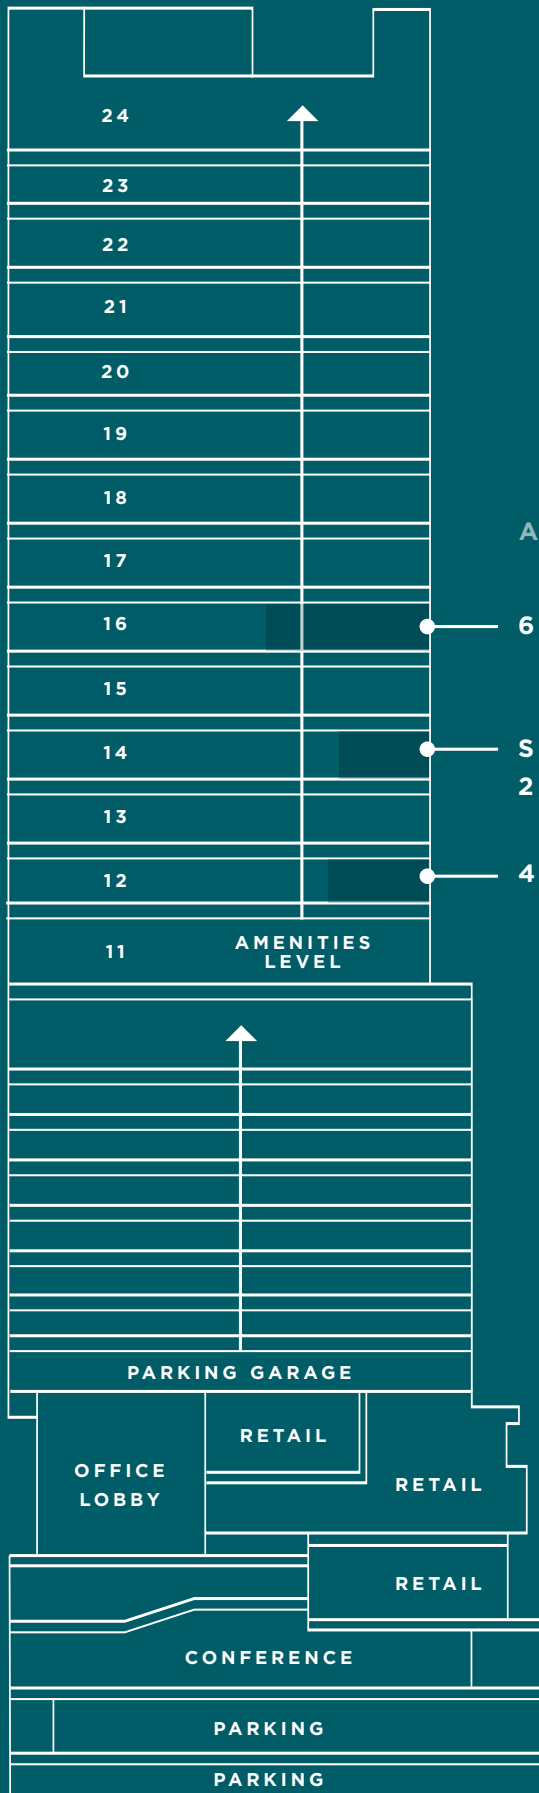 24
23
22
21
20
19
18
A
17
16
6
15
14
S
2
13
12
4
11
AMENITIES
LEVEL
PARKING GARAGE
RETAIL
OFFICE
LOBBY
RETAIL
RETAIL
CONFERENCE
PARKING
PARKING